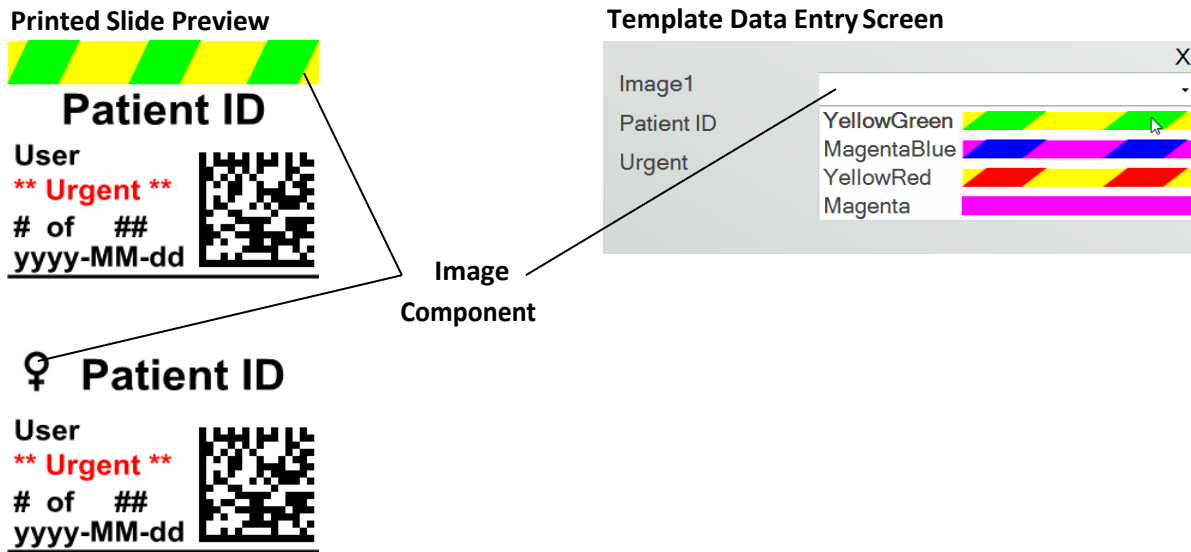 Printed Slide Preview
Patient ID
User
** Urgent **
# of ##
yyyy-MM-dd
Template Data Entry Screen
X
Image1
Patient ID
Urgent
YellowGreen
MagentaBlue
YellowRed
Magenta
Image
Component
♀ Patient ID
User
** Urgent **
# of ##
yyyy-MM-dd